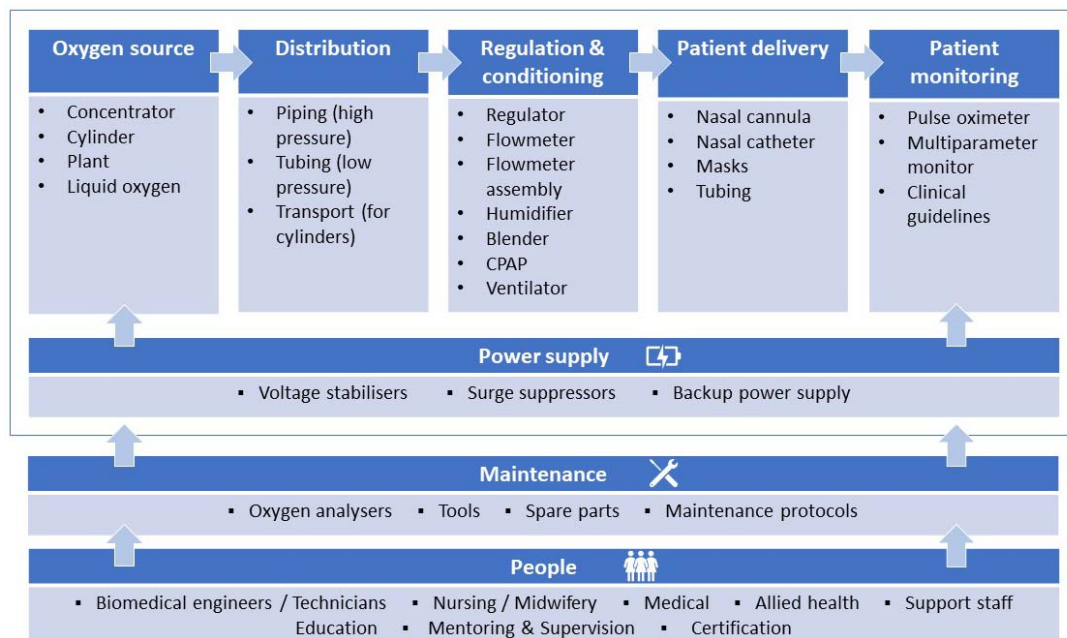 Oxygen source
• Concentrator
• Cylinder
• Plant
• Liquid oxygen
Distribution
• Piping (high
pressure)
• Tubing (low
pressure)
• Transport (for
cylinders)
Regulation &
conditioning
• Regulator
• Flowmeter
• Flowmeter
assembly
• Humidifier
• Blender
• CPAP
• Ventilator
Patient delivery
• Nasal cannula
• Nasal catheter
• Masks
• Tubing
Patient
monitoring
• Pulse oximeter
• Multiparameter
monitor
• Clinical
guidelines
Power supply
▪ Voltage stabilisers ▪ Surge suppressors ▪ Backup power supply
Maintenance
▪ Oxygen analysers ▪ Tools ▪ Spare parts ▪ Maintenance protocols
People
▪ Biomedical engineers / Technicians ▪ Nursing / Midwifery ▪ Medical ▪ Allied health ▪ Support staff
Education ▪ Mentoring & Supervision ▪ Certification